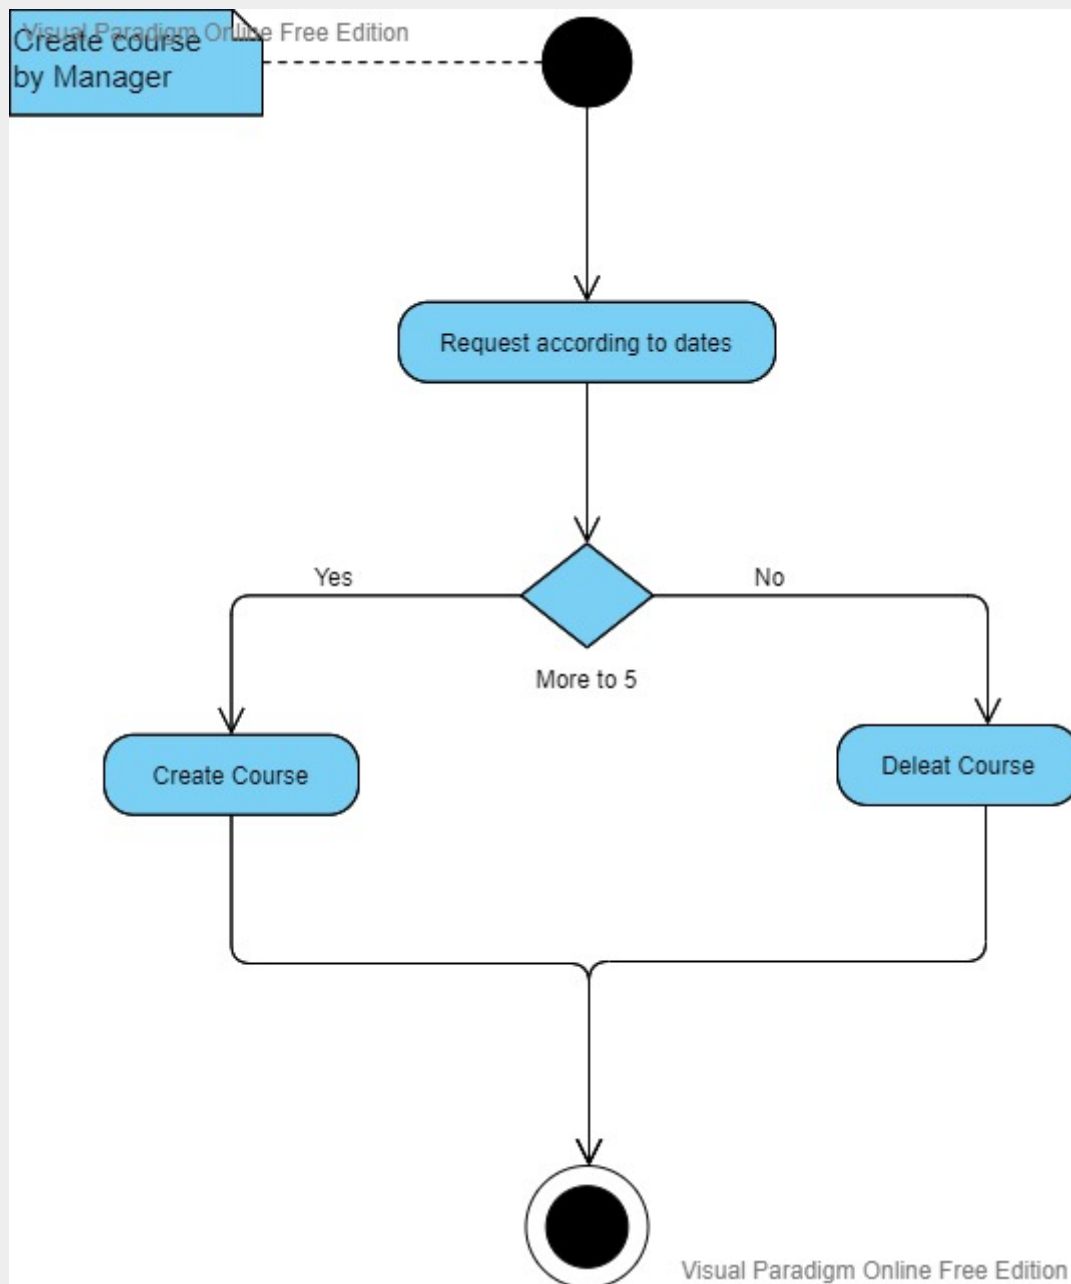 Visual Paradigm Online Free Edition
Create course
by Manager
Request according to dates
Yes
No
More to 5
Create Course
Deleat Course
Visual Paradigm Online Free Edition